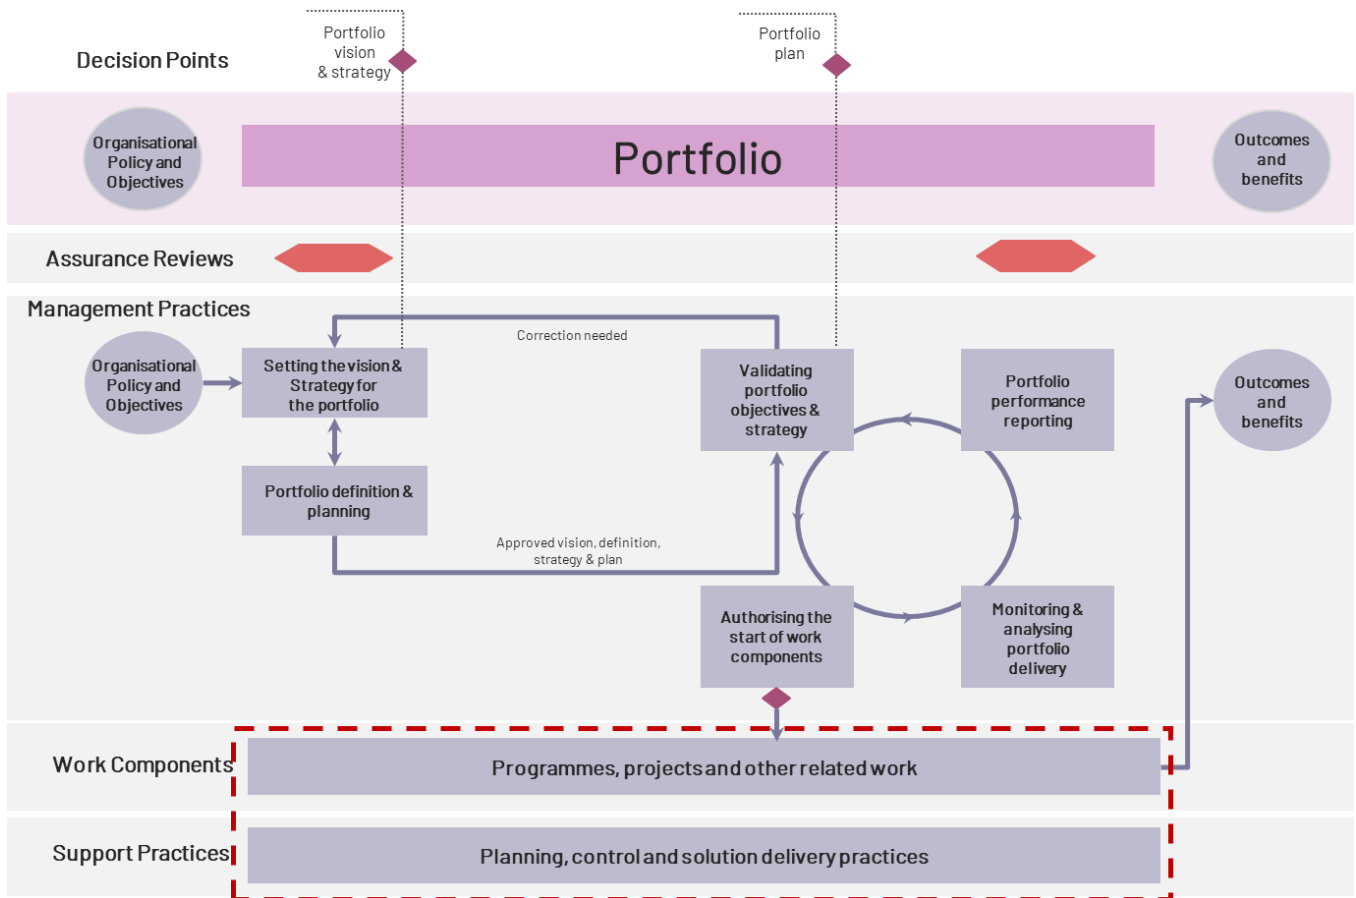 Portfolio
vision
& strategy
Portfolio
plan
Decision Points
Organisational
Policy and
Objectives
Portfolio
Outcomes
and
benefits
Assurance Reviews
Management Practices
Correction needed
Organisational
Policy and
Objectives
Setting the vision &
Strategy for
the portfolio
Validating
portfolio
objectives &
strategy
Portfolio
performance
reporting
Outcomes
and
benefits
Portfolio definition &
planning
Approved vision, definition,
strategy & plan
Authorising the
start of work
components
Monitoring &
analysing
portfolio
delivery
Work Components
Programmes, projects and other related work
Support Practices
Planning, control and solution delivery practices